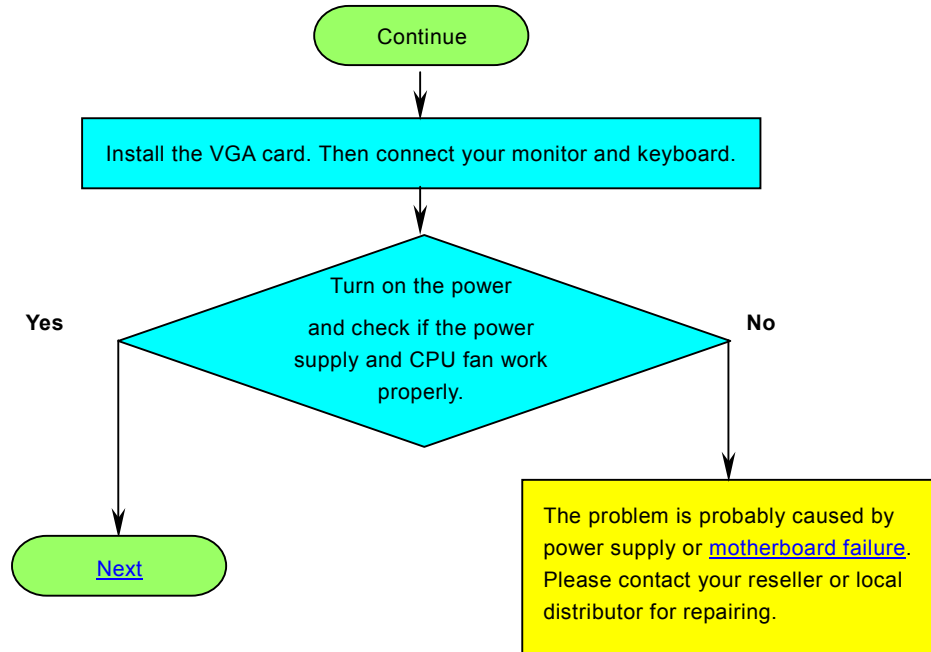 Continue
Install the VGA card. Then connect your monitor and keyboard.
Turn on the power
and check if the power
supply and CPU fan work
properly.
Yes
No
Next
The problem is probably caused by
power supply or motherboard failure.
Please contact your reseller or local
distributor for repairing.